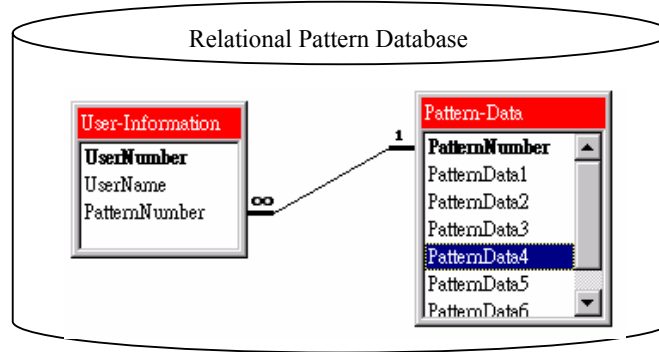 Relational Pattern Database
User-Information
UserNumber
UserName
PatternNumber
∞
1
Pattern-Data
PatternNumber
PatternData1
PatternData2
PatternData3
PatternData4
PatternData5
PatternData6